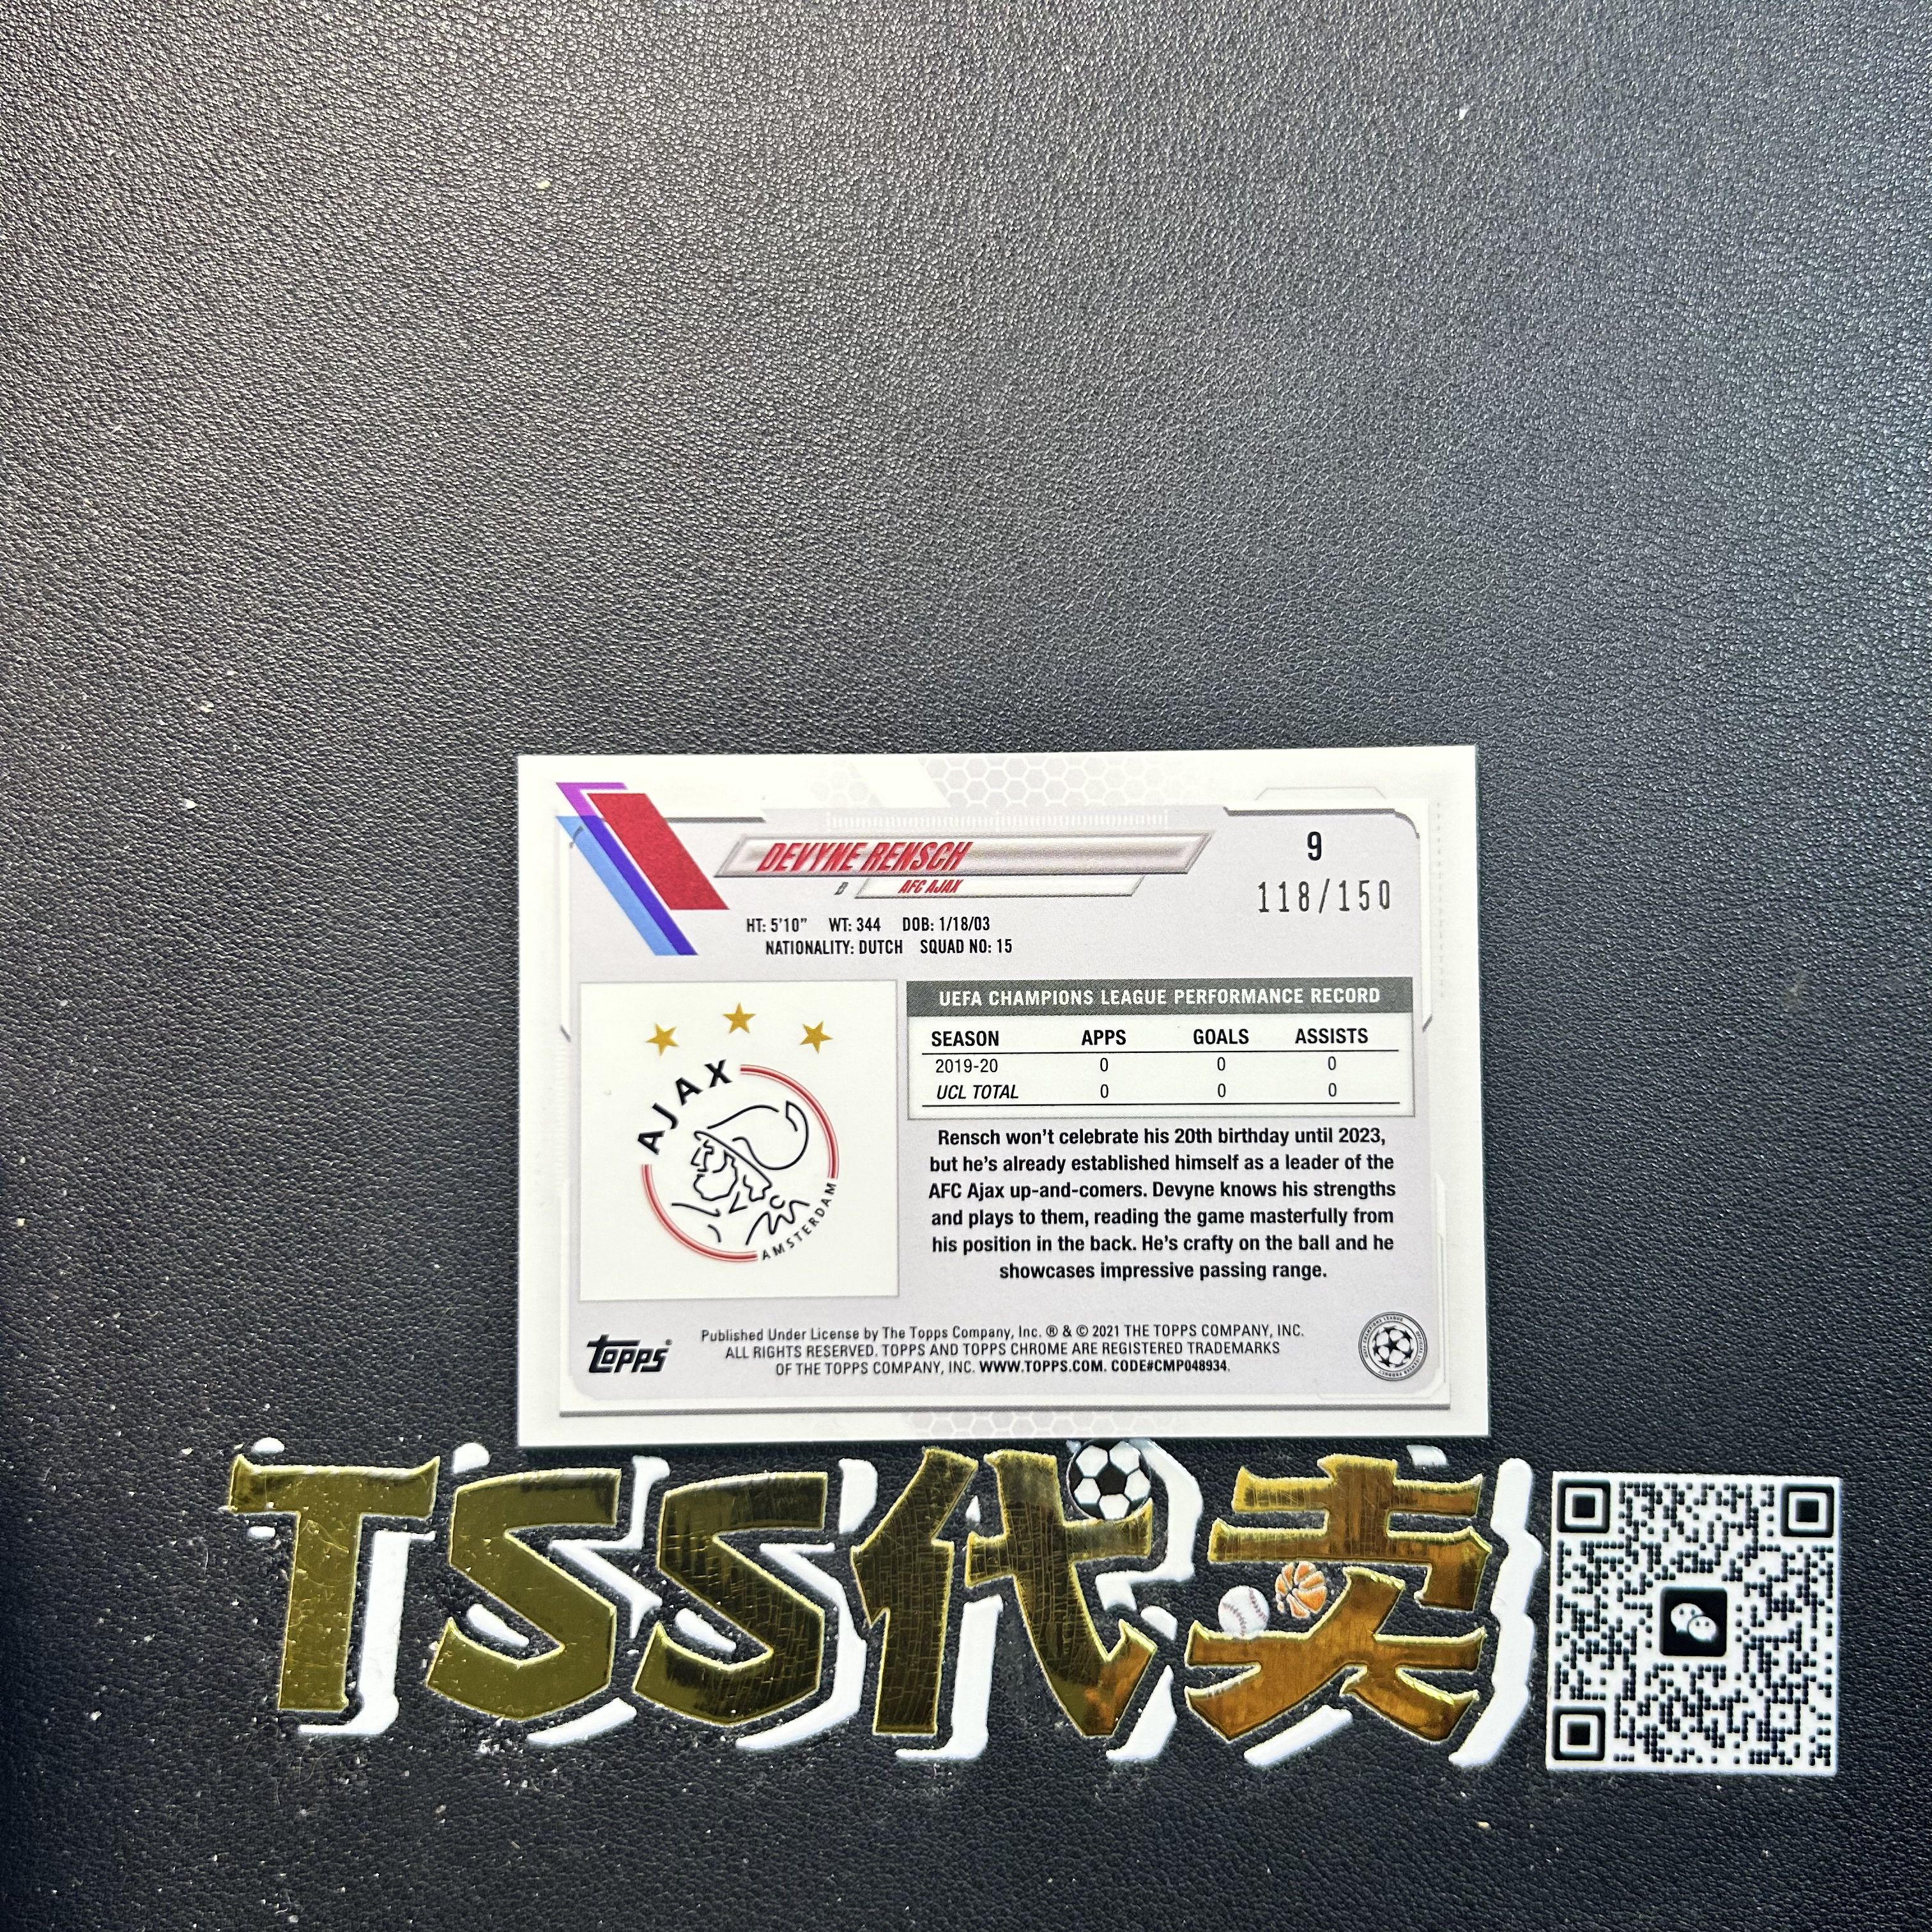 DEVYNE RENSCH
D AFC AJAX
9
118/150
HT: 5'10" WT: 344 DOB: 1/18/03
NATIONALITY: DUTCH SQUAD NO: 15
AJAX
AMSTERDAM
UEFA CHAMPIONS LEAGUE PERFORMANCE RECORD
SEASON APPS GOALS ASSISTS
2019-20 0 0 0
UCL TOTAL 0 0 0
Rensch won't celebrate his 20th birthday until 2023,
but he's already established himself as a leader of the
AFC Ajax up-and-comers. Devyne knows his strengths
and plays to them, reading the game masterfully from
his position in the back. He's crafty on the ball and he
showcases impressive passing range.
Topps®
Published Under License by The Topps Company, Inc. ® & © 2021 THE TOPPS COMPANY, INC.
ALL RIGHTS RESERVED. TOPPS AND TOPPS CHROME ARE REGISTERED TRADEMARKS
OF THE TOPPS COMPANY, INC. WWW.TOPPS.COM. CODE#CMP048934.
TSS代卖